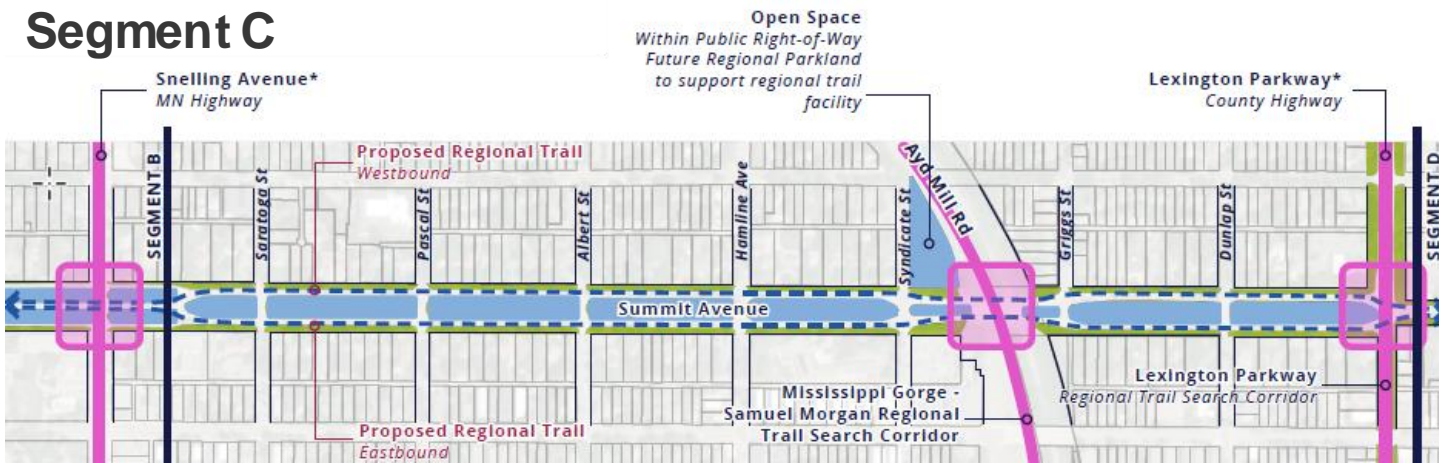 Segment C
Open Space
Within Public Right-of-Way
Future Regional Parkland
to support regional trail
facility
Snelling Avenue*
MN Highway
Lexington Parkway*
County Highway
SEGMENT B
Proposed Regional Trail
Westbound
Saratoga St
Pascal St
Albert St
Hamline Ave
Syndicate St
Ayd Mill Rd
Griggs St
Dunlap St
SEGMENT D
Summit Avenue
Mississippi Gorge -
Samuel Morgan Regional
Trail Search Corridor
Lexington Parkway
Regional Trail Search Corridor
Proposed Regional Trail
Eastbound